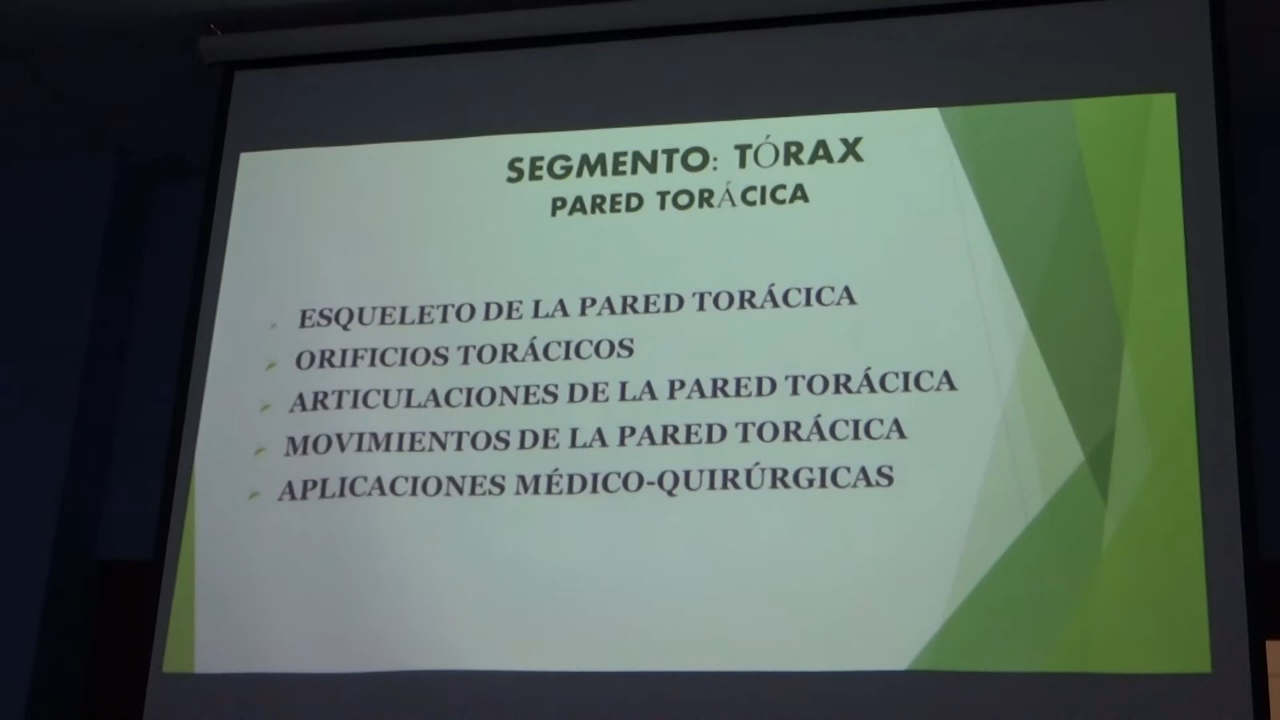 SEGMENTO: TÓRAX
PARED TORÁCICA
ESQUELETO DE LA PARED TORÁCICA
ORIFICIOS TORÁCICOS
ARTICULACIONES DE LA PARED TORÁCICA
MOVIMIENTOS DE LA PARED TORÁCICA
APLICACIONES MÉDICO-QUIRÚRGICAS